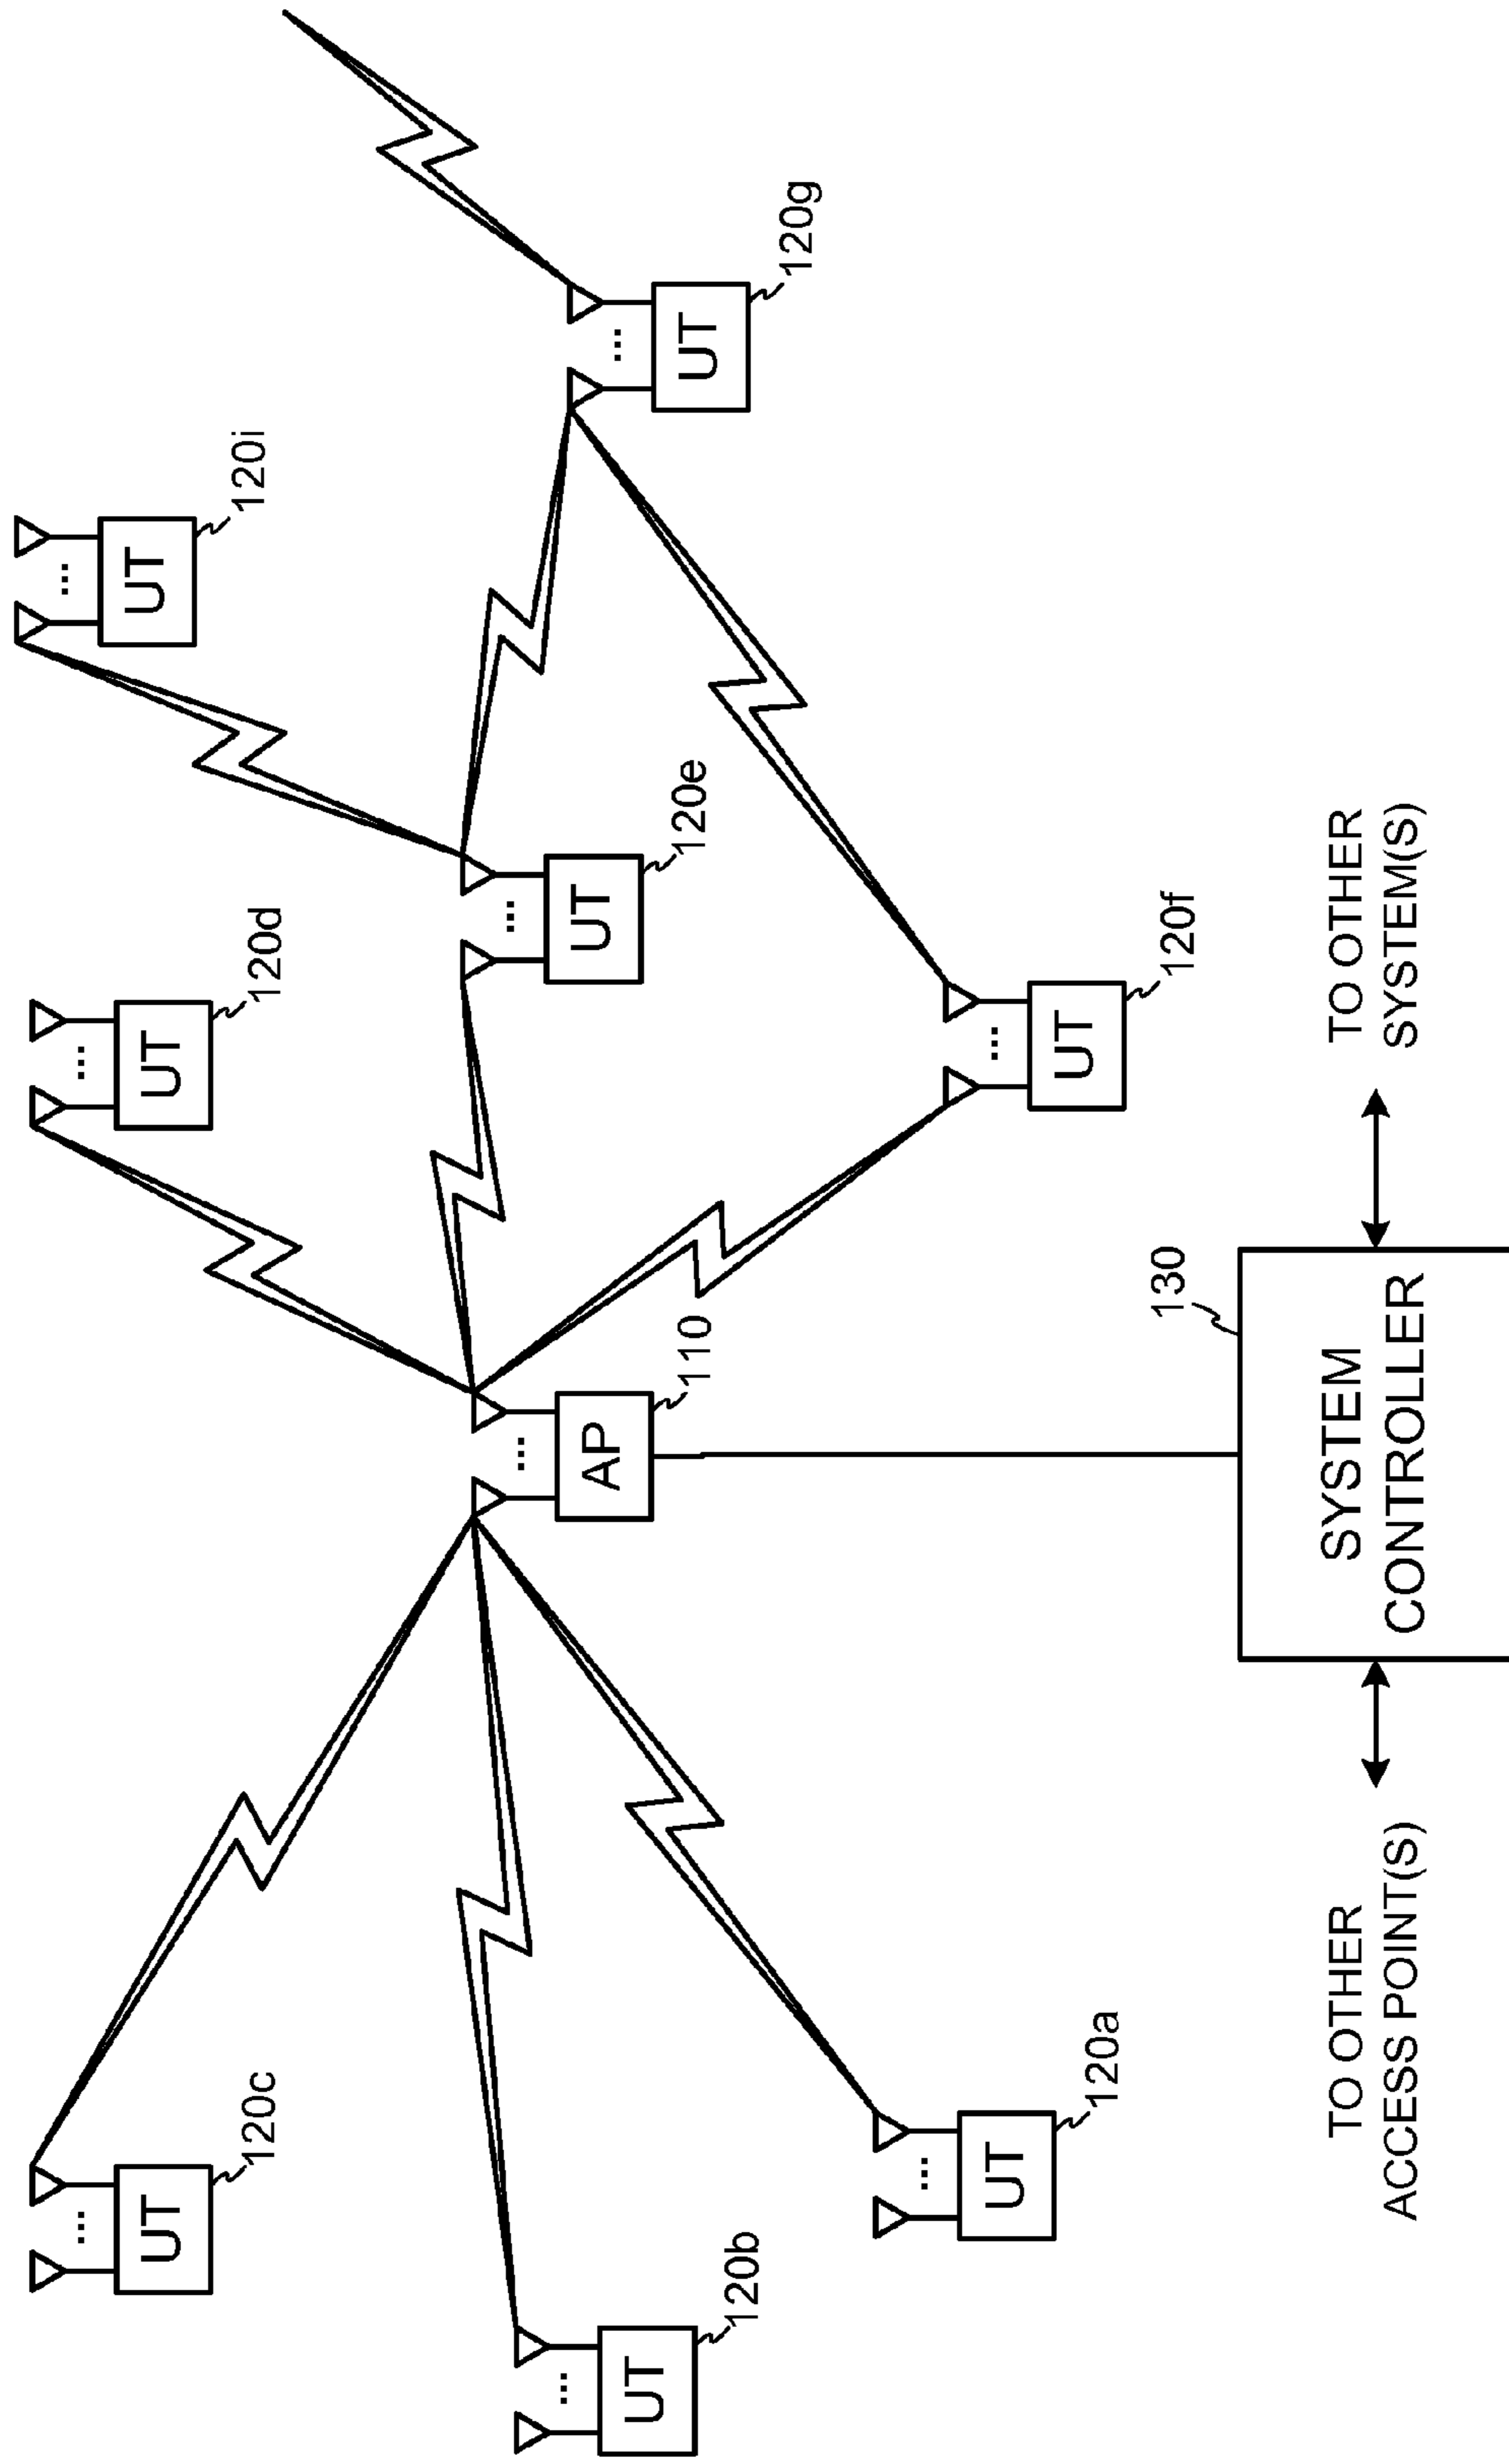 UT
120c
UT
120d
UT
120i
UT
120b
AP
110
UT
120e
UT
120g
UT
120a
UT
120f
130
SYSTEM
CONTROLLER
TO OTHER
ACCESS POINT(S)
TO OTHER
SYSTEM(S)
...
...
...
...
...
...
...
...
...